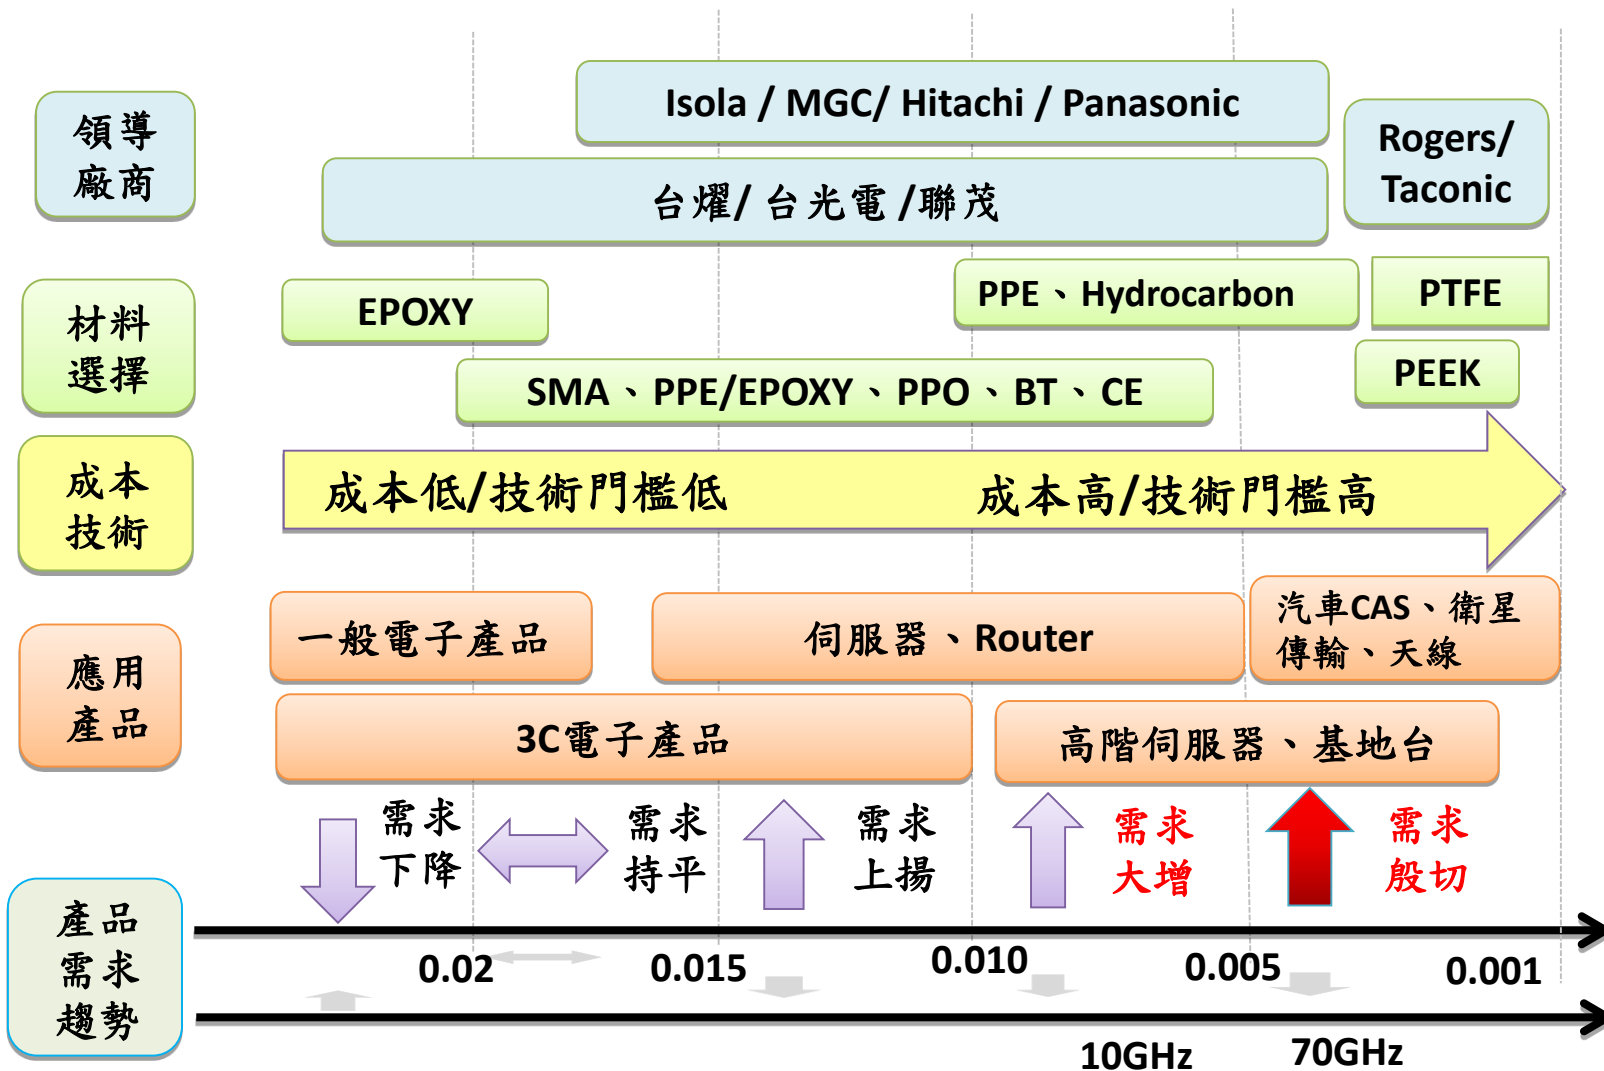 領導
廠商
Isola / MGC/ Hitachi / Panasonic
台燿/ 台光電 /聯茂
Rogers/
Taconic
材料
選擇
EPOXY
PPE、Hydrocarbon
PTFE
SMA、PPE/EPOXY、PPO、BT、CE
PEEK
成本
技術
成本低/技術門檻低
成本高/技術門檻高
應用
產品
一般電子產品
伺服器、Router
汽車CAS、衛星
傳輸、天線
3C電子產品
高階伺服器、基地台
需求
下降
需求
持平
需求
上揚
需求
大增
需求
殷切
產品
需求
趨勢
0.02
0.015
0.010
0.005
0.001
10GHz
70GHz